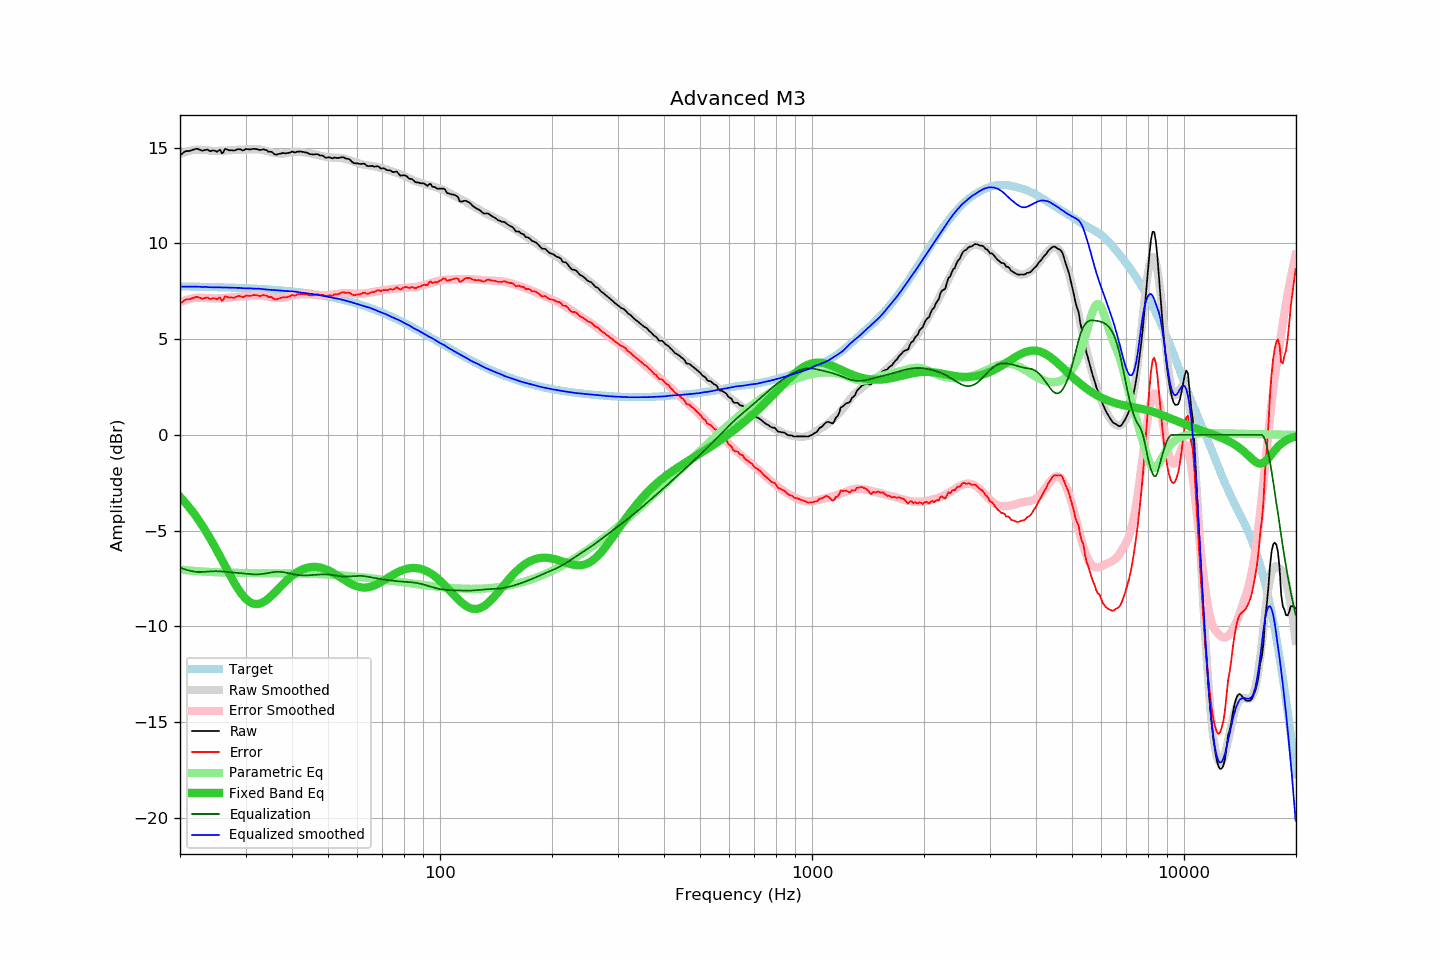 Advanced M3
Amplitude (dBr)
15
10
5
0
−5
−10
−15
−20
Target
Raw Smoothed
Error Smoothed
Raw
Error
Parametric Eq
Fixed Band Eq
Equalization
Equalized smoothed
100
1000
10000
Frequency (Hz)